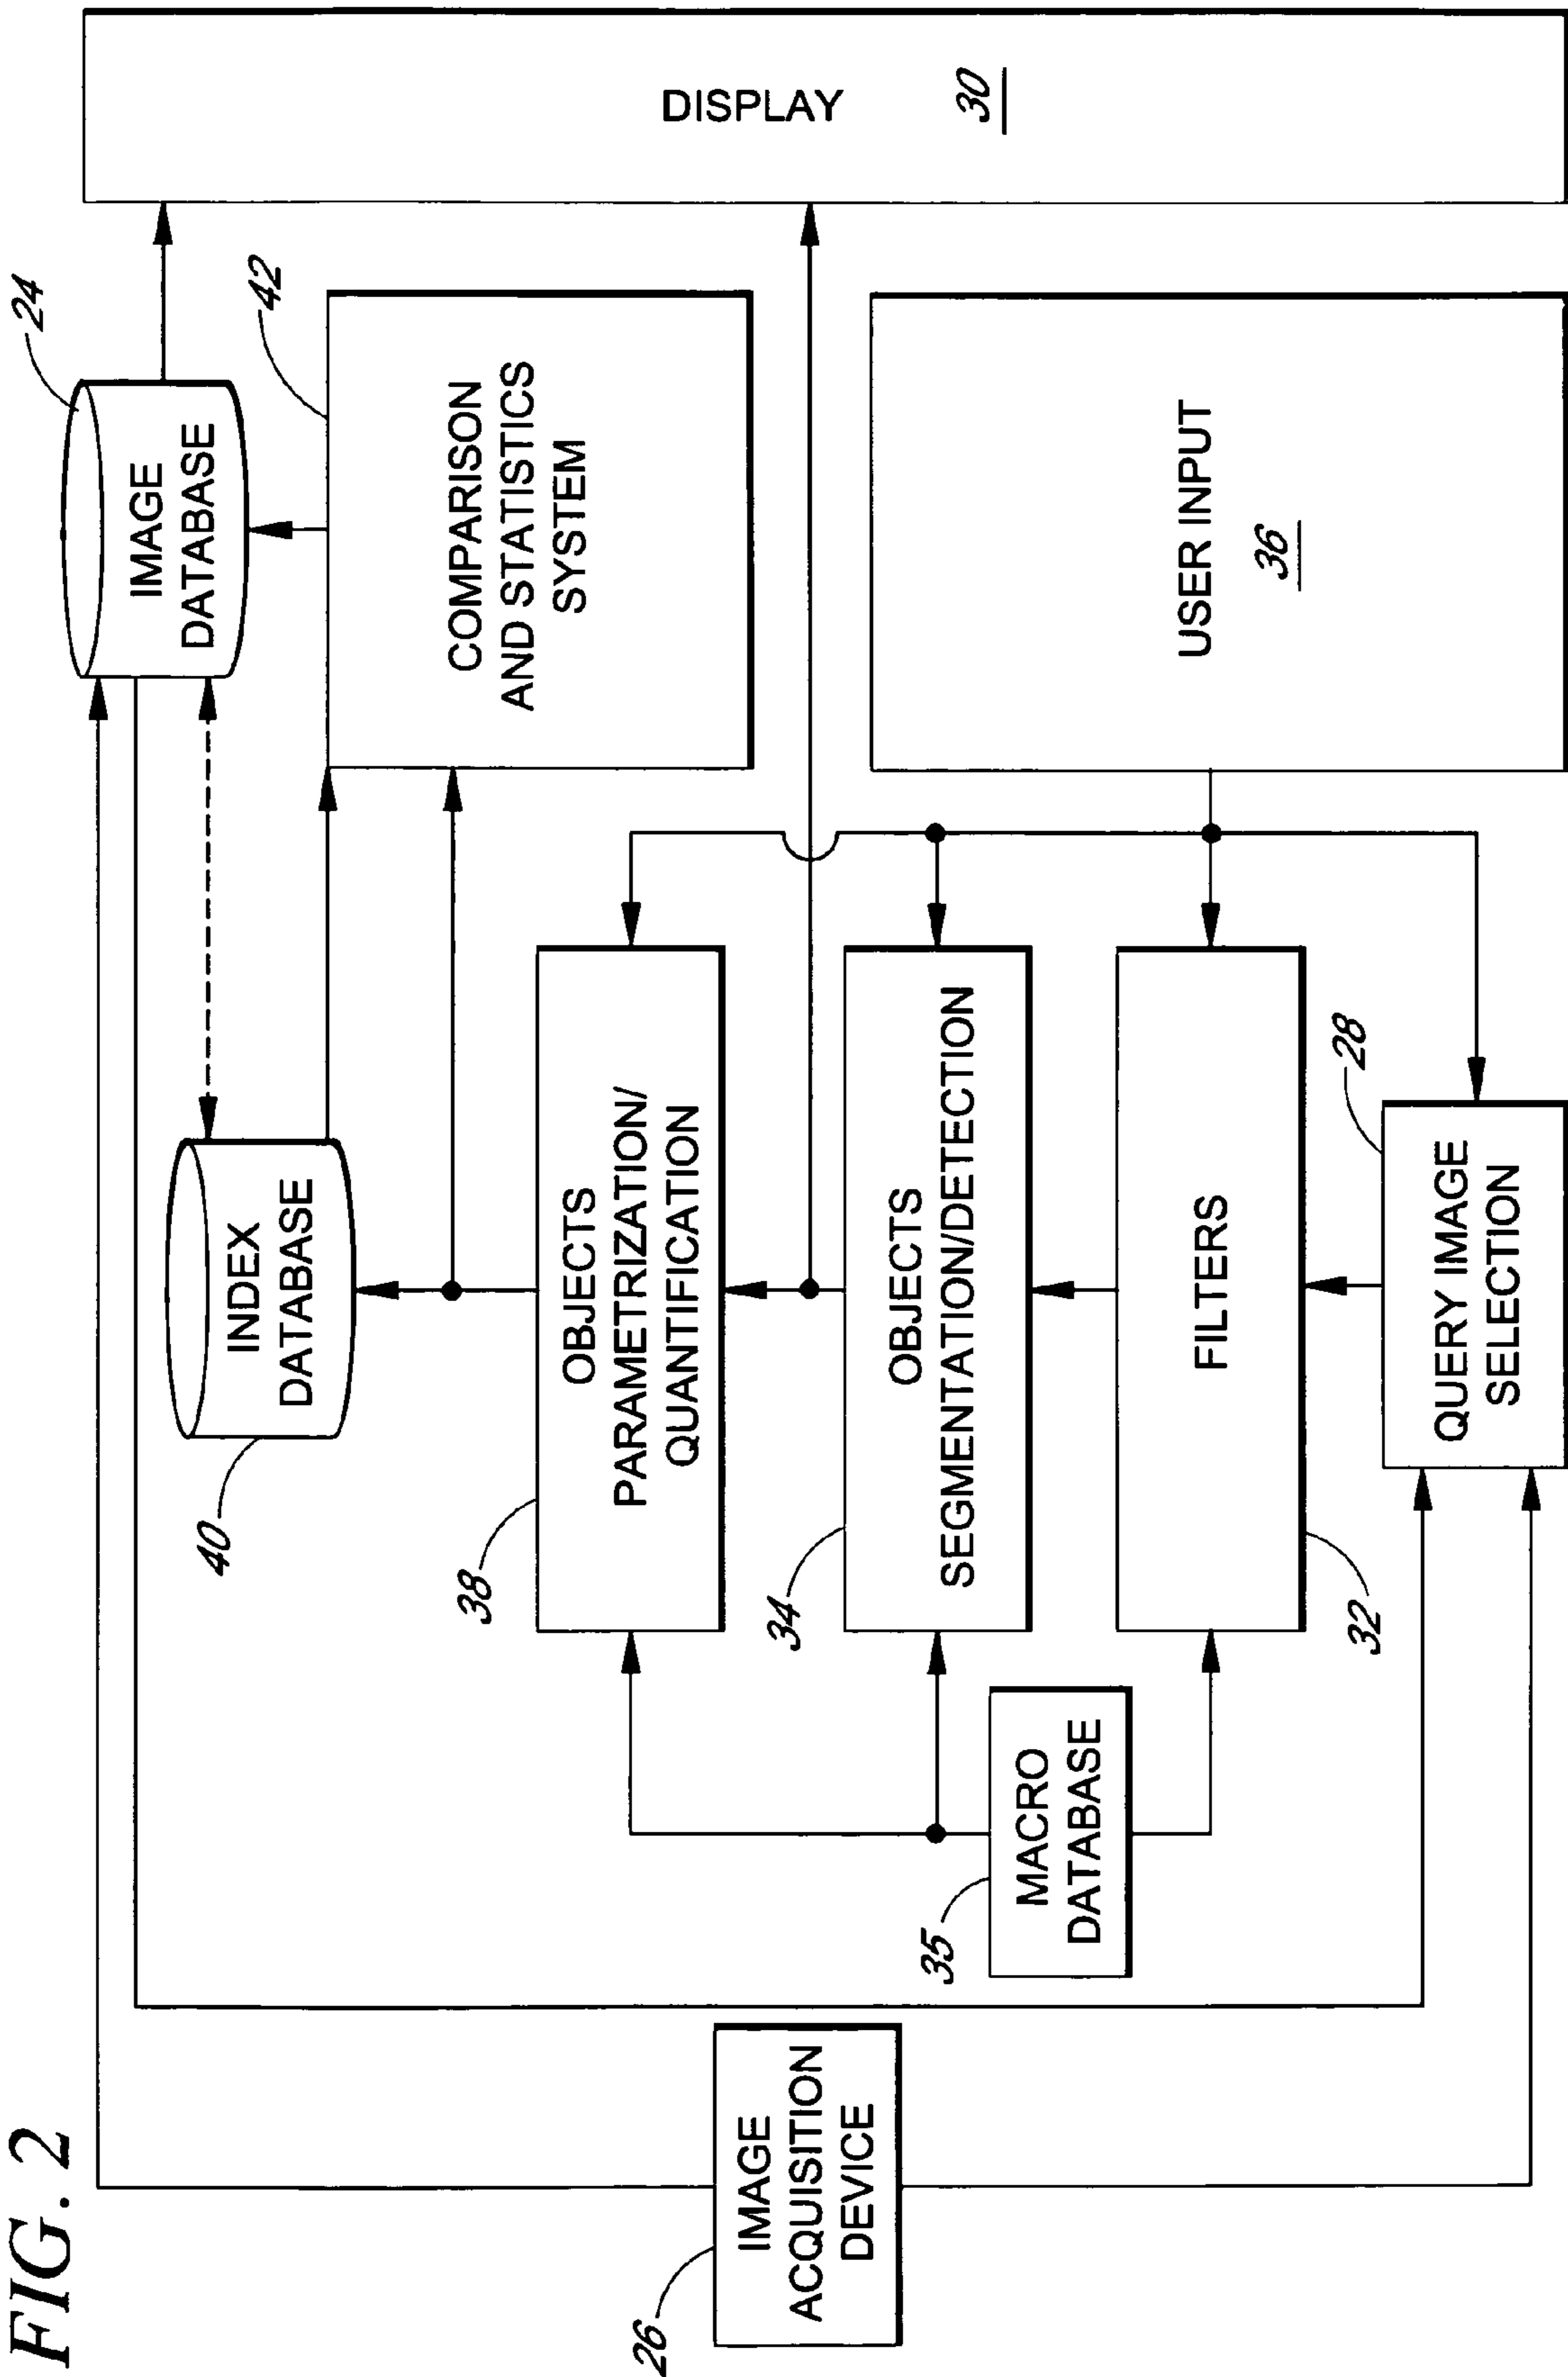 FIG. 2
24
IMAGE
DATABASE
40
INDEX
DATABASE
42
COMPARISON
AND STATISTICS
SYSTEM
DISPLAY
30
38
OBJECTS
PARAMETRIZATION/
QUANTIFICATION
26
IMAGE
ACQUISITION
DEVICE
34
OBJECTS
SEGMENTATION/DETECTION
35
MACRO
DATABASE
USER INPUT
36
32
FILTERS
28
QUERY IMAGE
SELECTION